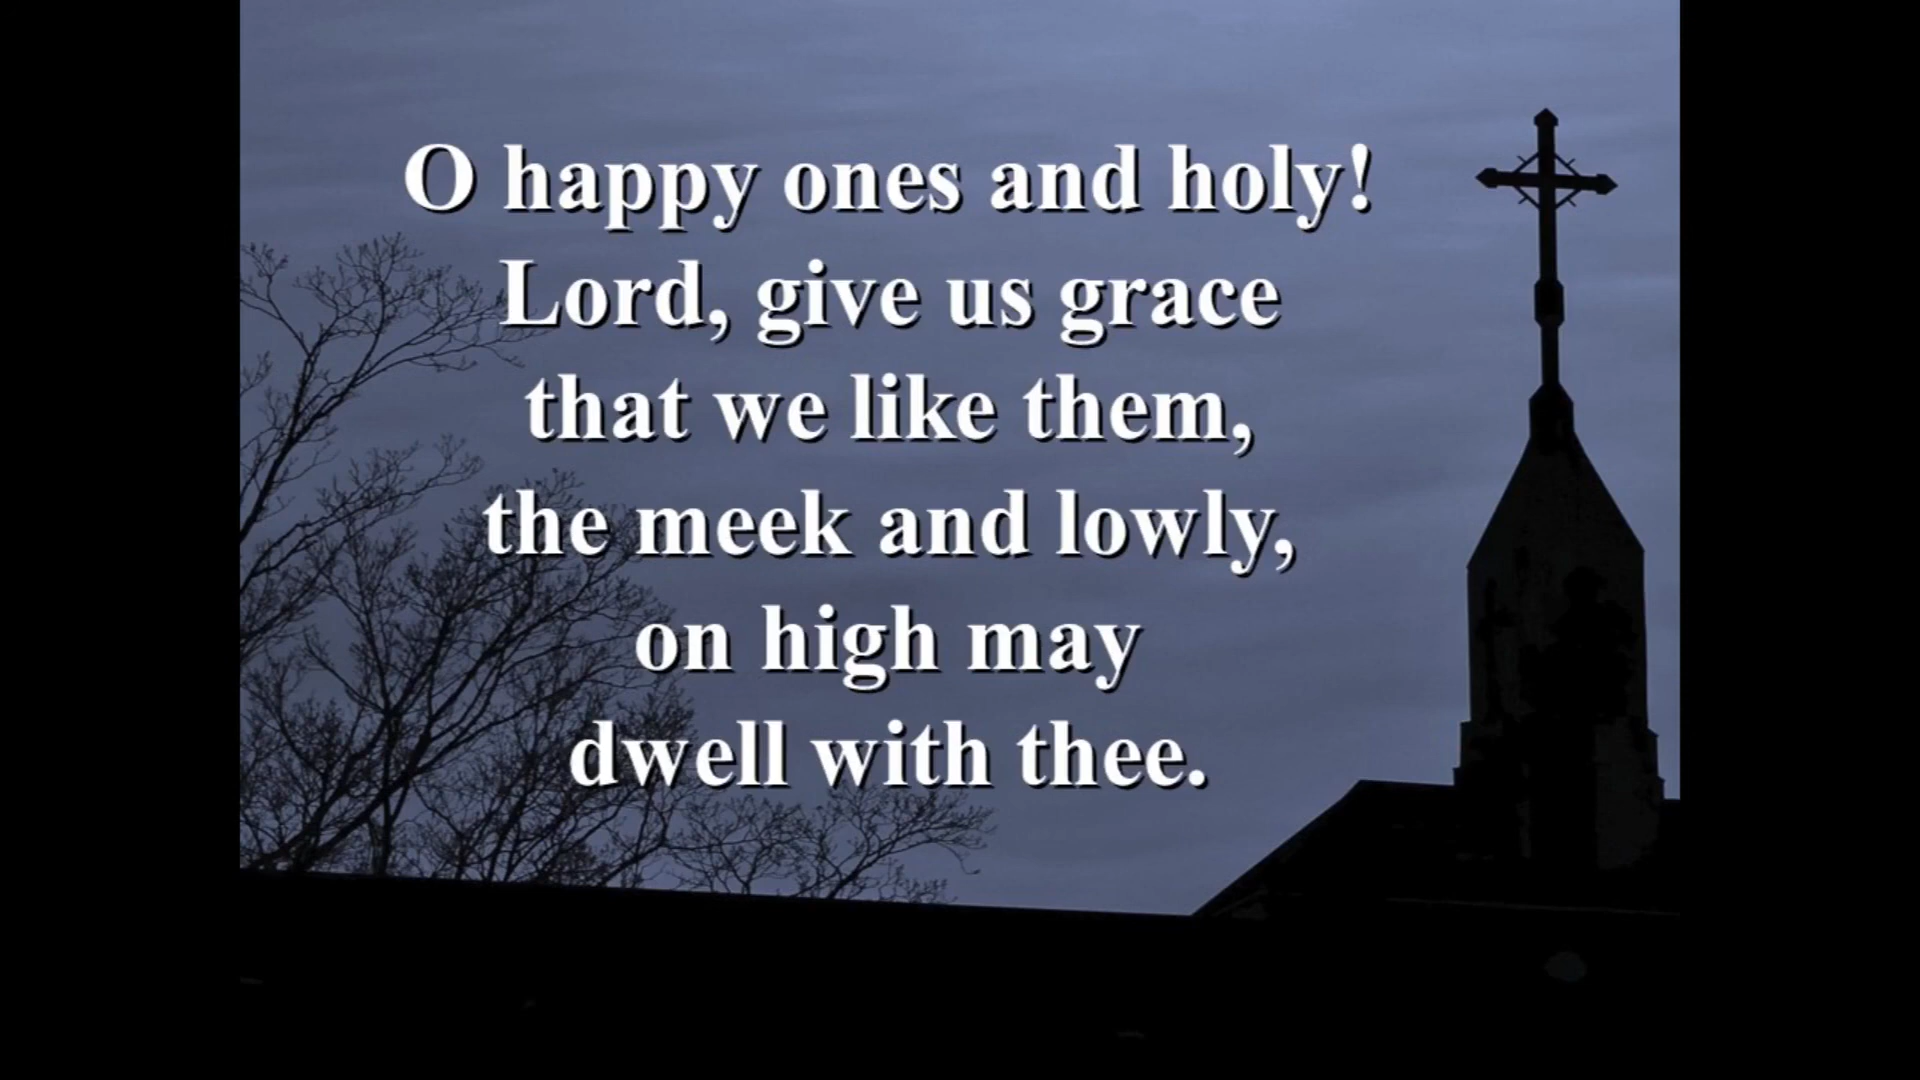 O happy ones and holy!
Lord, give us grace
that we like them,
the meek and lowly,
on high may
dwell with thee.